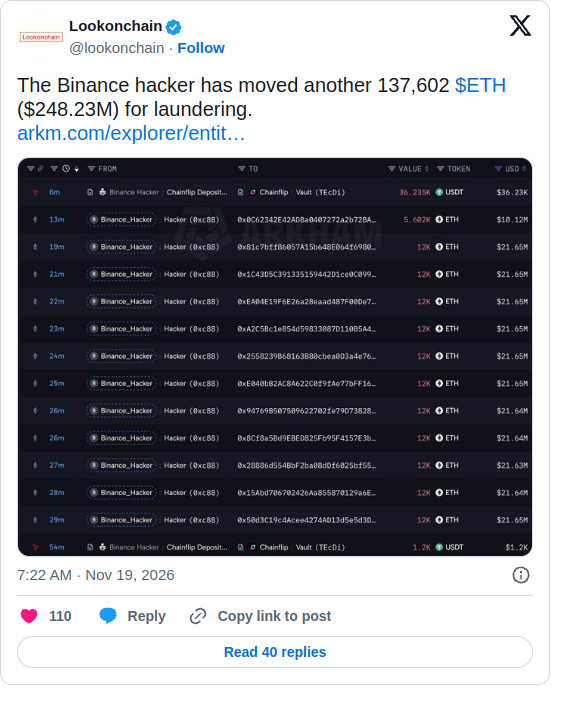 Lookonchain
Lookonchain
@lookonchain · Follow
The Binance hacker has moved another 137,602 $ETH
($248.23M) for laundering.
arkm.com/explorer/entit…
FROM TO VALUE TOKEN USD
6m Binance Hacker : Chainflip Deposit… Chainflip : Vault (TEcDi) 36.235K USDT $36.23K
13m Binance_Hacker : Hacker (0xc88) 5.602K ETH $10.12M
19m Binance_Hacker : Hacker (0xc88) 12K ETH $21.65M
21m Binance_Hacker : Hacker (0xc88) 12K ETH $21.65M
22m Binance_Hacker : Hacker (0xc88) 12K ETH $21.65M
23m Binance_Hacker : Hacker (0xc88) 12K ETH $21.65M
24m Binance_Hacker : Hacker (0xc88) 12K ETH $21.65M
25m Binance_Hacker : Hacker (0xc88) 12K ETH $21.65M
26m Binance_Hacker : Hacker (0xc88) 12K ETH $21.64M
26m Binance_Hacker : Hacker (0xc88) 12K ETH $21.64M
27m Binance_Hacker : Hacker (0xc88) 12K ETH $21.63M
28m Binance_Hacker : Hacker (0xc88) 12K ETH $21.64M
29m Binance_Hacker : Hacker (0xc88) 12K ETH $21.65M
54m Binance Hacker : Chainflip Deposit… Chainflip : Vault (TEcDi) 1.2K USDT $1.2K
ARKHAM
7:22 AM · Nov 19, 2026
110 Reply Copy link to post
Read 40 replies